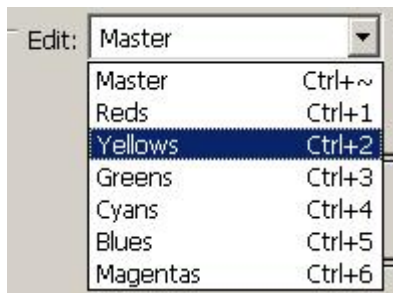 Edit: Master
Master Ctrl+~
Reds Ctrl+1
Yellows Ctrl+2
Greens Ctrl+3
Cyans Ctrl+4
Blues Ctrl+5
Magentas Ctrl+6